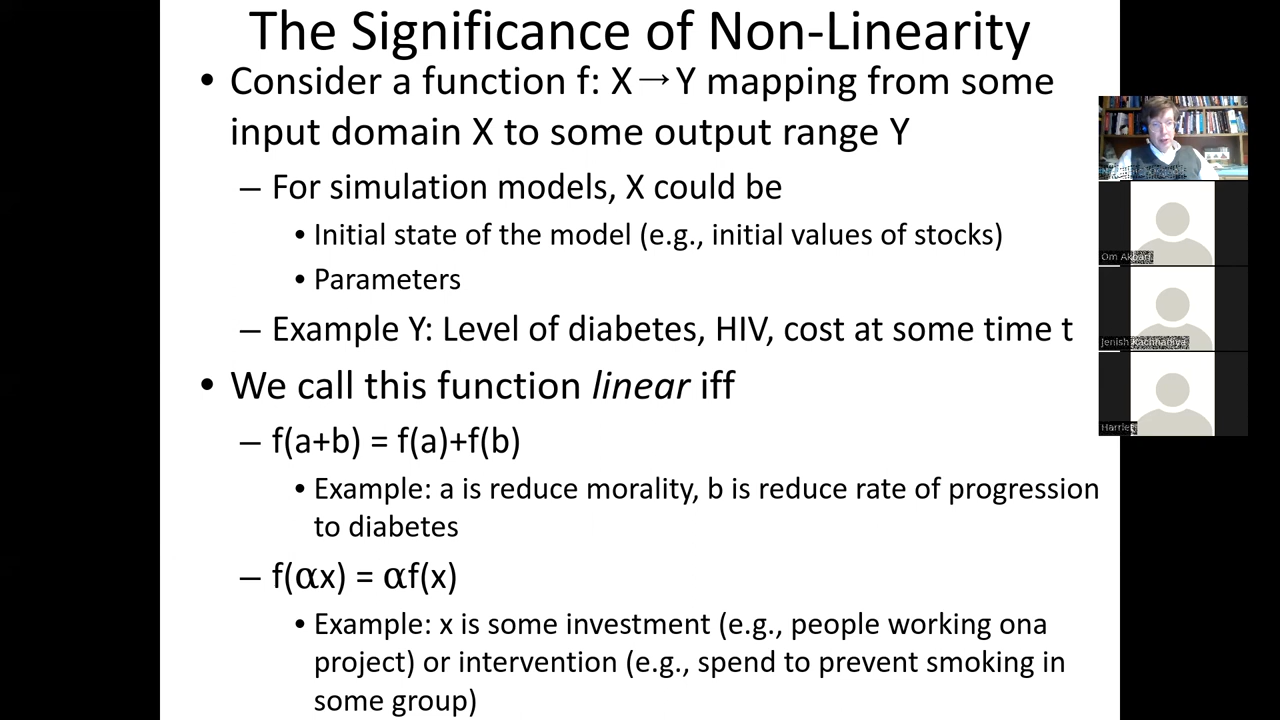 The Significance of Non-Linearity
• Consider a function f: X→Y mapping from some
input domain X to some output range Y
– For simulation models, X could be
• Initial state of the model (e.g., initial values of stocks)
• Parameters
– Example Y: Level of diabetes, HIV, cost at some time t
• We call this function linear iff
– f(a+b) = f(a)+f(b)
• Example: a is reduce morality, b is reduce rate of progression
to diabetes
– f(αx) = αf(x)
• Example: x is some investment (e.g., people working ona
project) or intervention (e.g., spend to prevent smoking in
some group)
Om Akbari
Jenish Kachhadiya